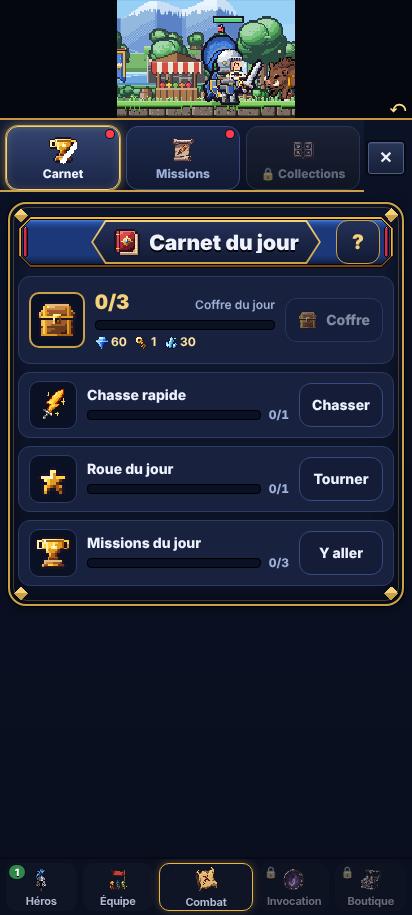 Carnet
Missions
Collections
×
Carnet du jour
?
0/3
Coffre du jour
60 1 30
Coffre
Chasse rapide
0/1
Chasser
Roue du jour
0/1
Tourner
Missions du jour
0/3
Y aller
1
Héros
Équipe
Combat
Invocation
Boutique